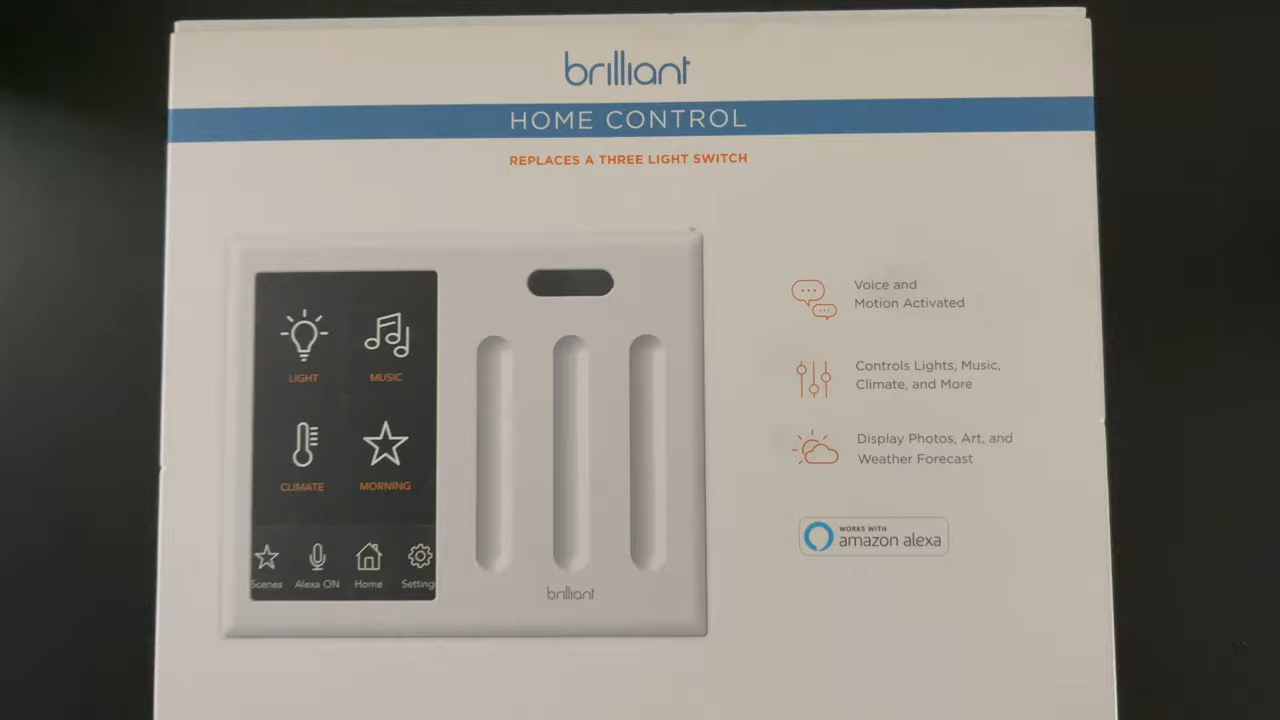 brilliant
HOME CONTROL
REPLACES A THREE LIGHT SWITCH
LIGHT
MUSIC
CLIMATE
MORNING
Scenes
Alexa ON
Home
Setting
brilliant
Voice and
Motion Activated
Controls Lights, Music,
Climate, and More
Display Photos, Art, and
Weather Forecast
WORKS WITH
amazon alexa